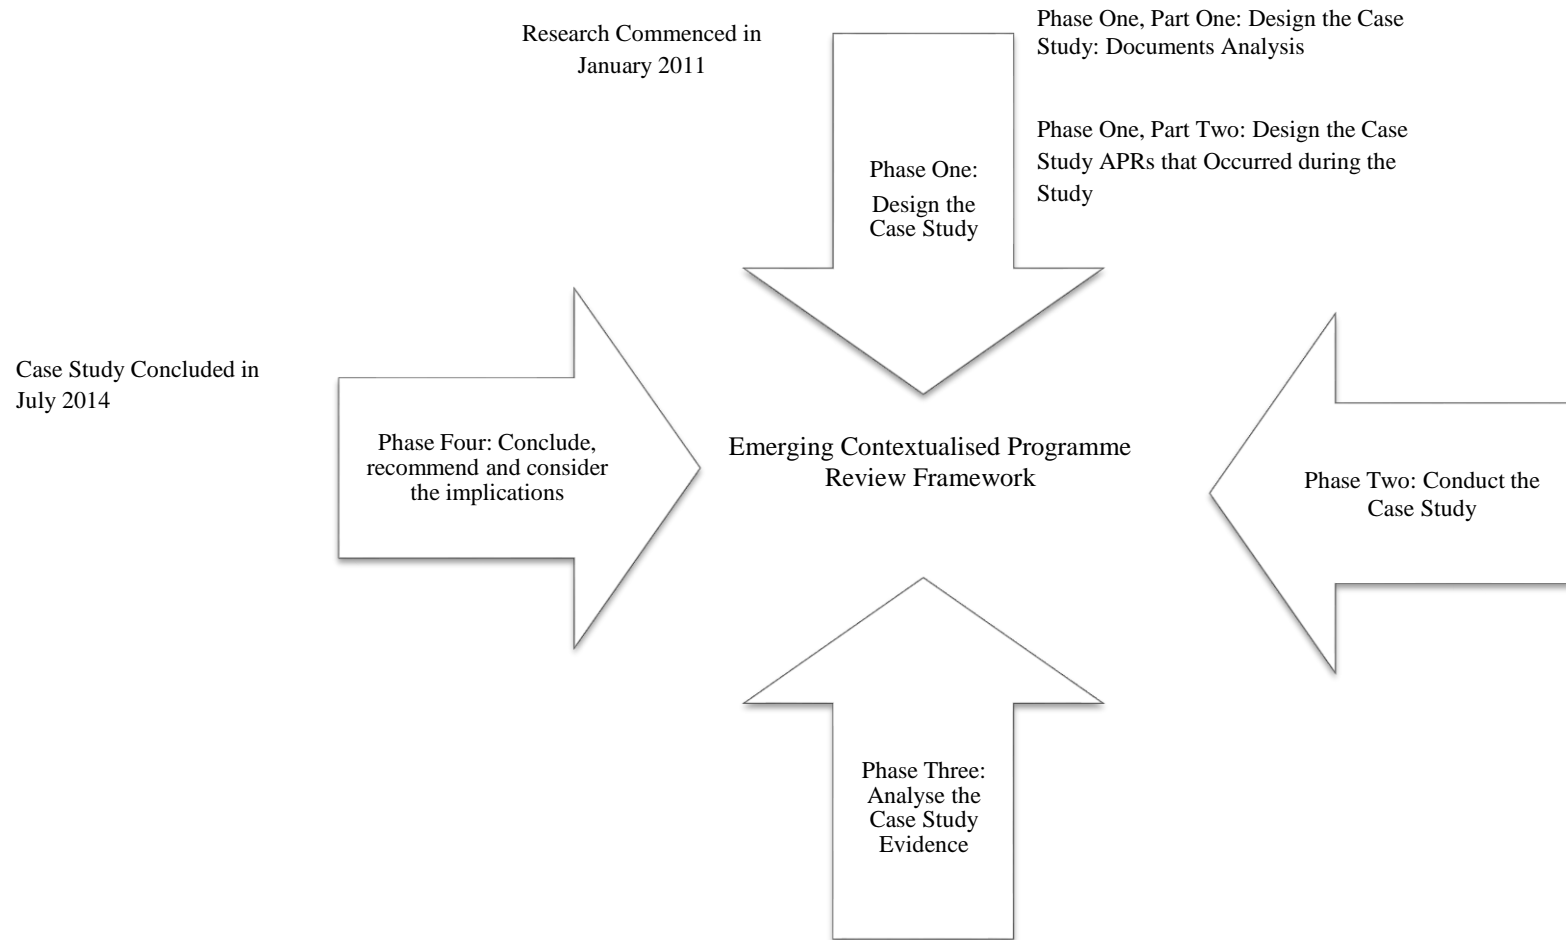 Research Commenced in
January 2011
Phase One, Part One: Design the Case
Study: Documents Analysis
Phase One, Part Two: Design the Case
Study APRs that Occurred during the
Study
Phase One:
Design the
Case Study
Case Study Concluded in
July 2014
Phase Four: Conclude,
recommend and consider
the implications
Emerging Contextualised Programme
Review Framework
Phase Two: Conduct the
Case Study
Phase Three:
Analyse the
Case Study
Evidence